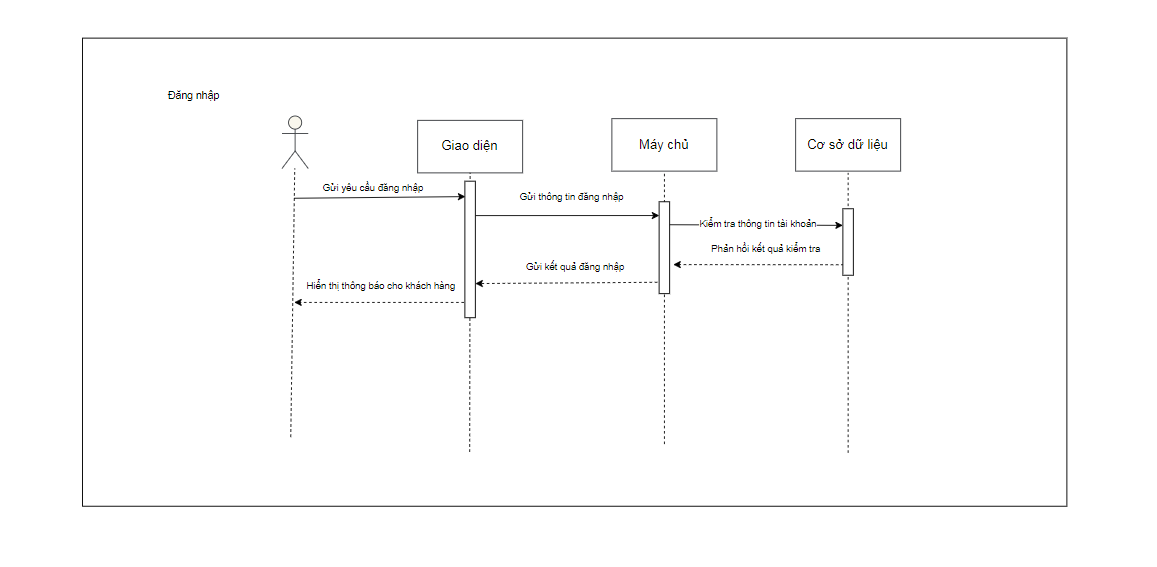 Đăng nhập
Giao diện
Máy chủ
Cơ sở dữ liệu
Gửi yêu cầu đăng nhập
Gửi thông tin đăng nhập
Kiểm tra thông tin tài khoản
Phản hồi kết quả kiểm tra
Gửi kết quả đăng nhập
Hiển thị thông báo cho khách hàng